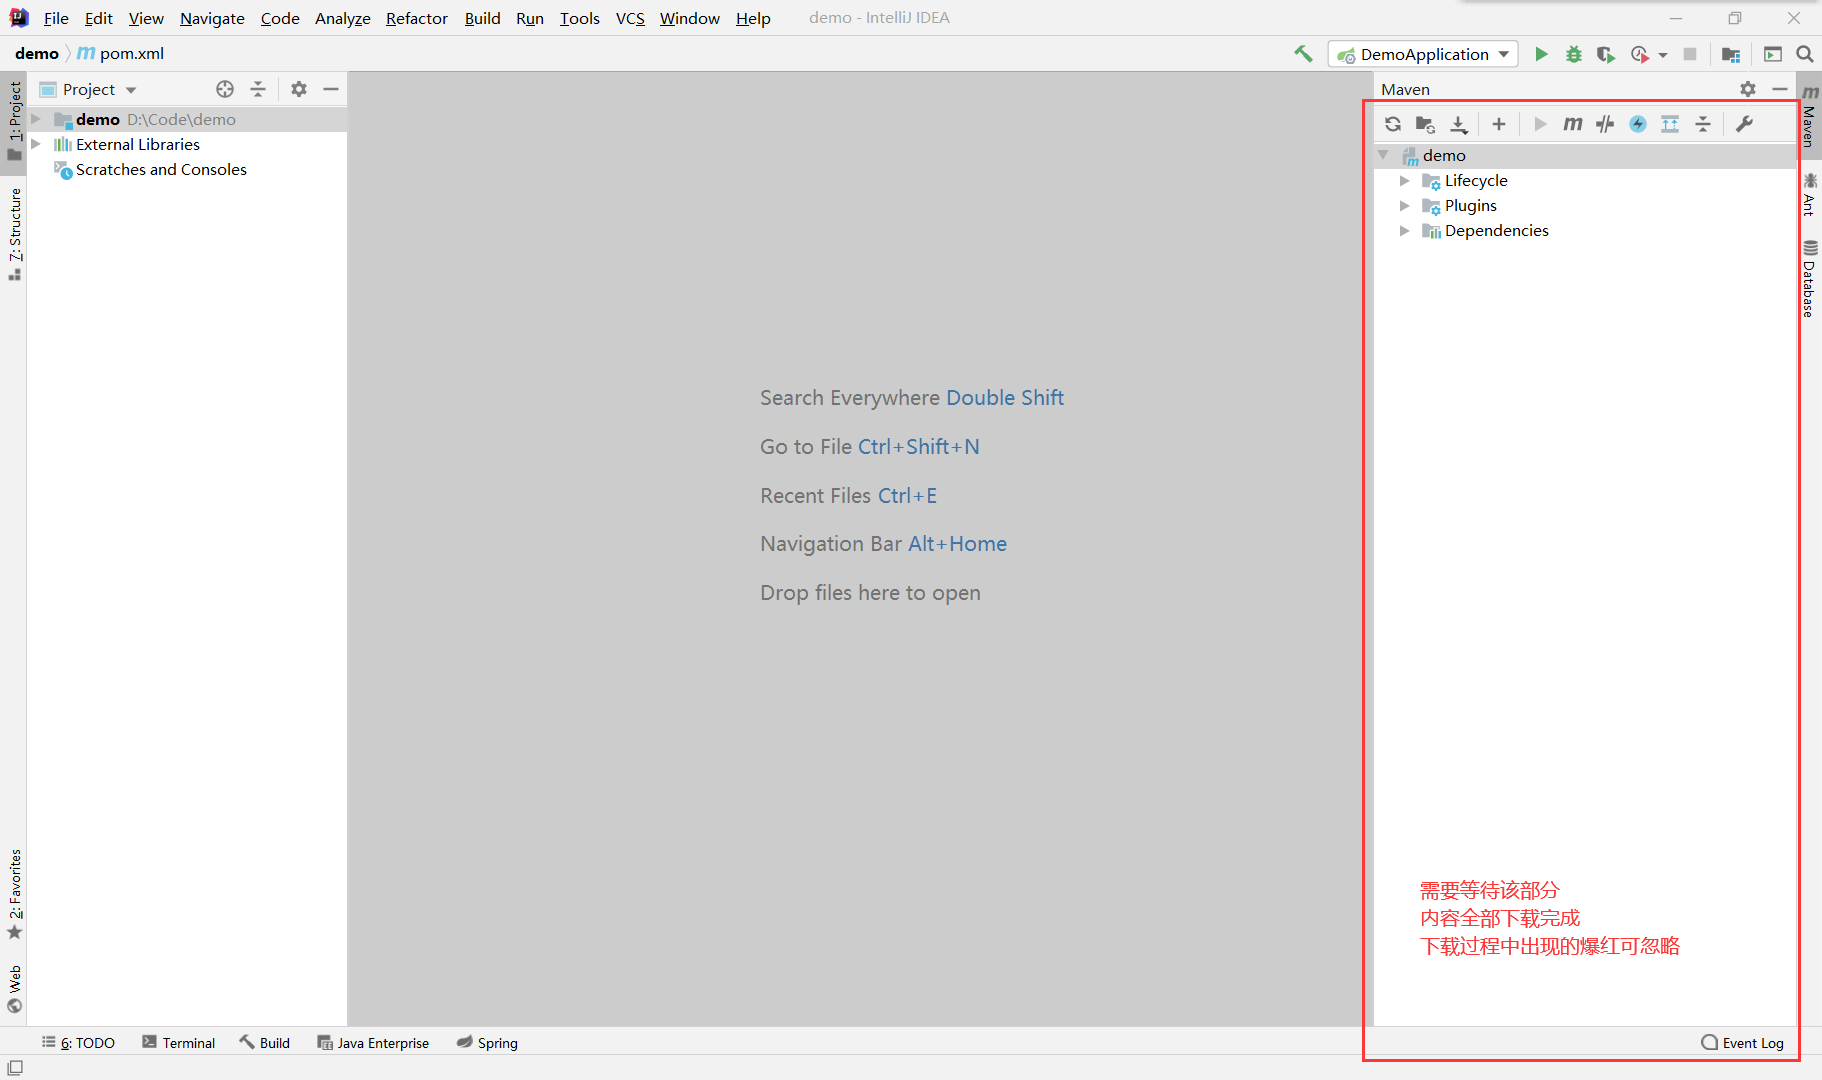 File Edit View Navigate Code Analyze Refactor Build Run Tools VCS Window Help demo - IntelliJ IDEA
demo pom.xml DemoApplication
Project
Maven
demo D:\Code\demo
External Libraries
Scratches and Consoles
1: Project
7: Structure
2: Favorites
Web
Search Everywhere Double Shift
Go to File Ctrl+Shift+N
Recent Files Ctrl+E
Navigation Bar Alt+Home
Drop files here to open
demo
Lifecycle
Plugins
Dependencies
需要等待该部分
内容全部下载完成
下载过程中出现的爆红可忽略
Maven
Ant
Database
6: TODO Terminal Build Java Enterprise Spring Event Log